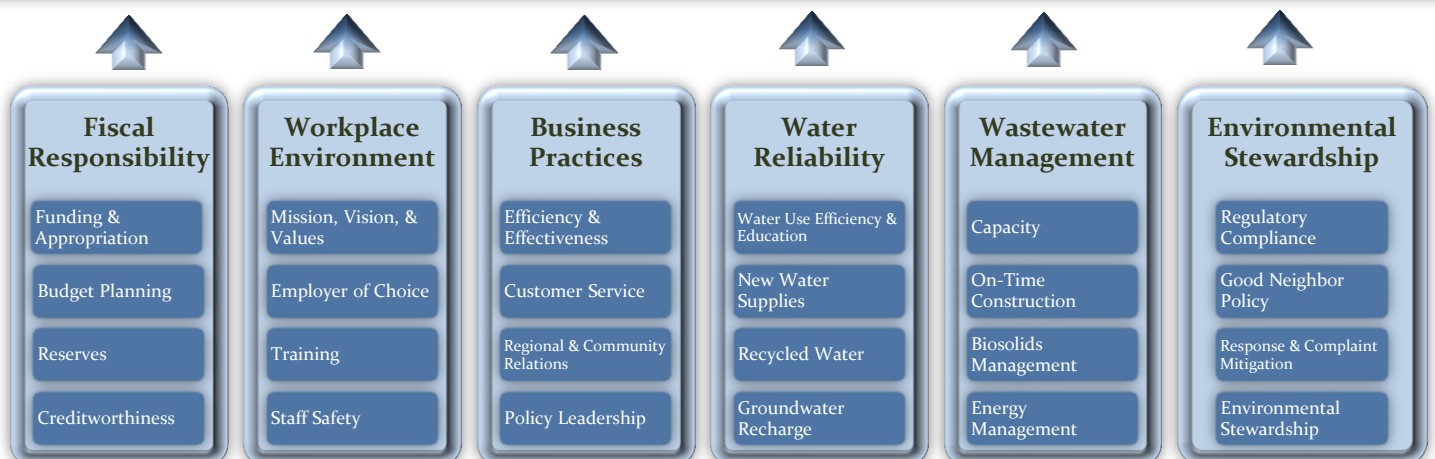 Fiscal
Responsibility
Funding &
Appropriation
Budget Planning
Reserves
Creditworthiness
Workplace
Environment
Mission, Vision, &
Values
Employer of Choice
Training
Staff Safety
Business
Practices
Efficiency &
Effectiveness
Customer Service
Regional & Community
Relations
Policy Leadership
Water
Reliability
Water Use Efficiency &
Education
New Water
Supplies
Recycled Water
Groundwater
Recharge
Wastewater
Management
Capacity
On-Time
Construction
Biosolids
Management
Energy
Management
Environmental
Stewardship
Regulatory
Compliance
Good Neighbor
Policy
Response & Complaint
Mitigation
Environmental
Stewardship